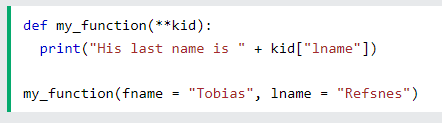 def my_function(**kid):
  print("His last name is " + kid["lname"])
my_function(fname = "Tobias", lname = "Refsnes")